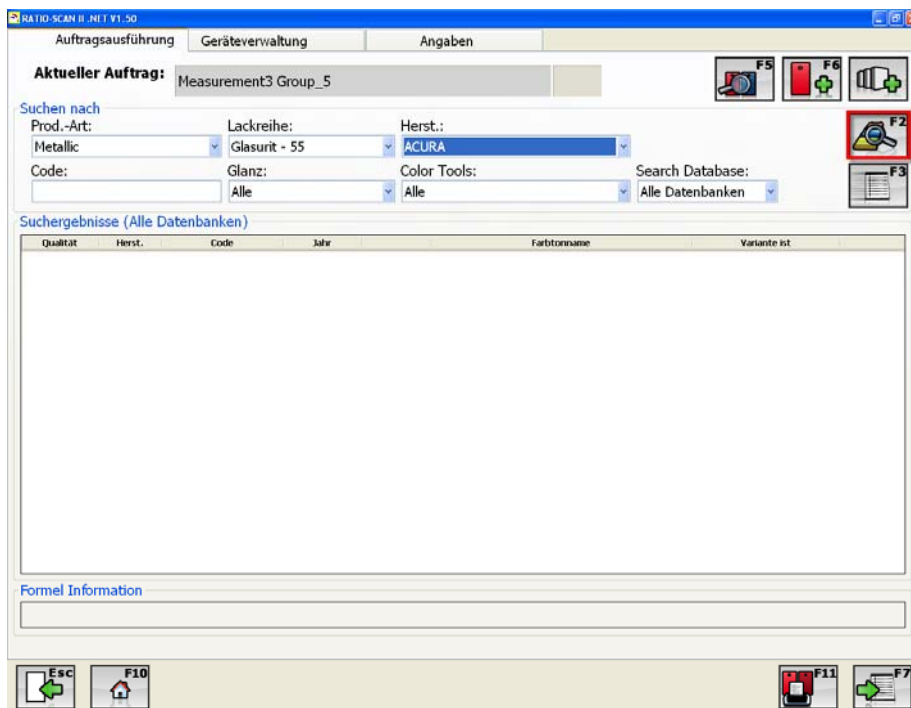 RATIO-SCAN II .NET V1.50
Auftragsausführung Geräteverwaltung Angaben
Aktueller Auftrag: Measurement3 Group_5 F5 F6
Suchen nach
Prod.-Art: Lackreihe: Herst.: F2
Metallic Glasurit - 55 ACURA
Code: Glanz: Color Tools: Search Database: F3
Alle Alle Alle Datenbanken
Suchergebnisse (Alle Datenbanken)
Qualität Herst. Code Jahr Farbtonname Variante ist
Formel Information
Esc F10 F11 F7